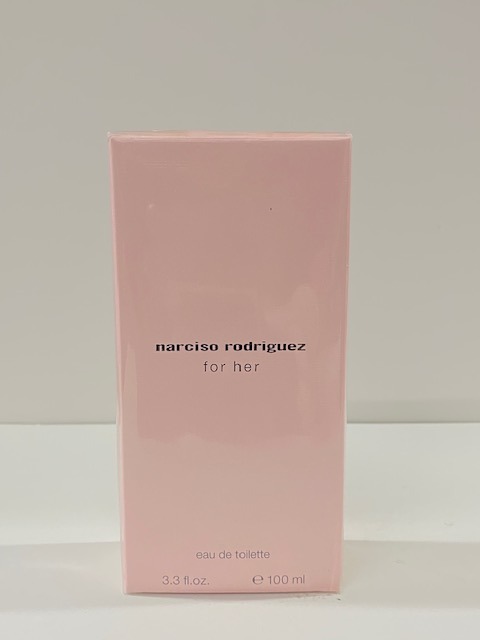 narciso rodriguez
for her
eau de toilette
3.3 fl.oz. ℮ 100 ml